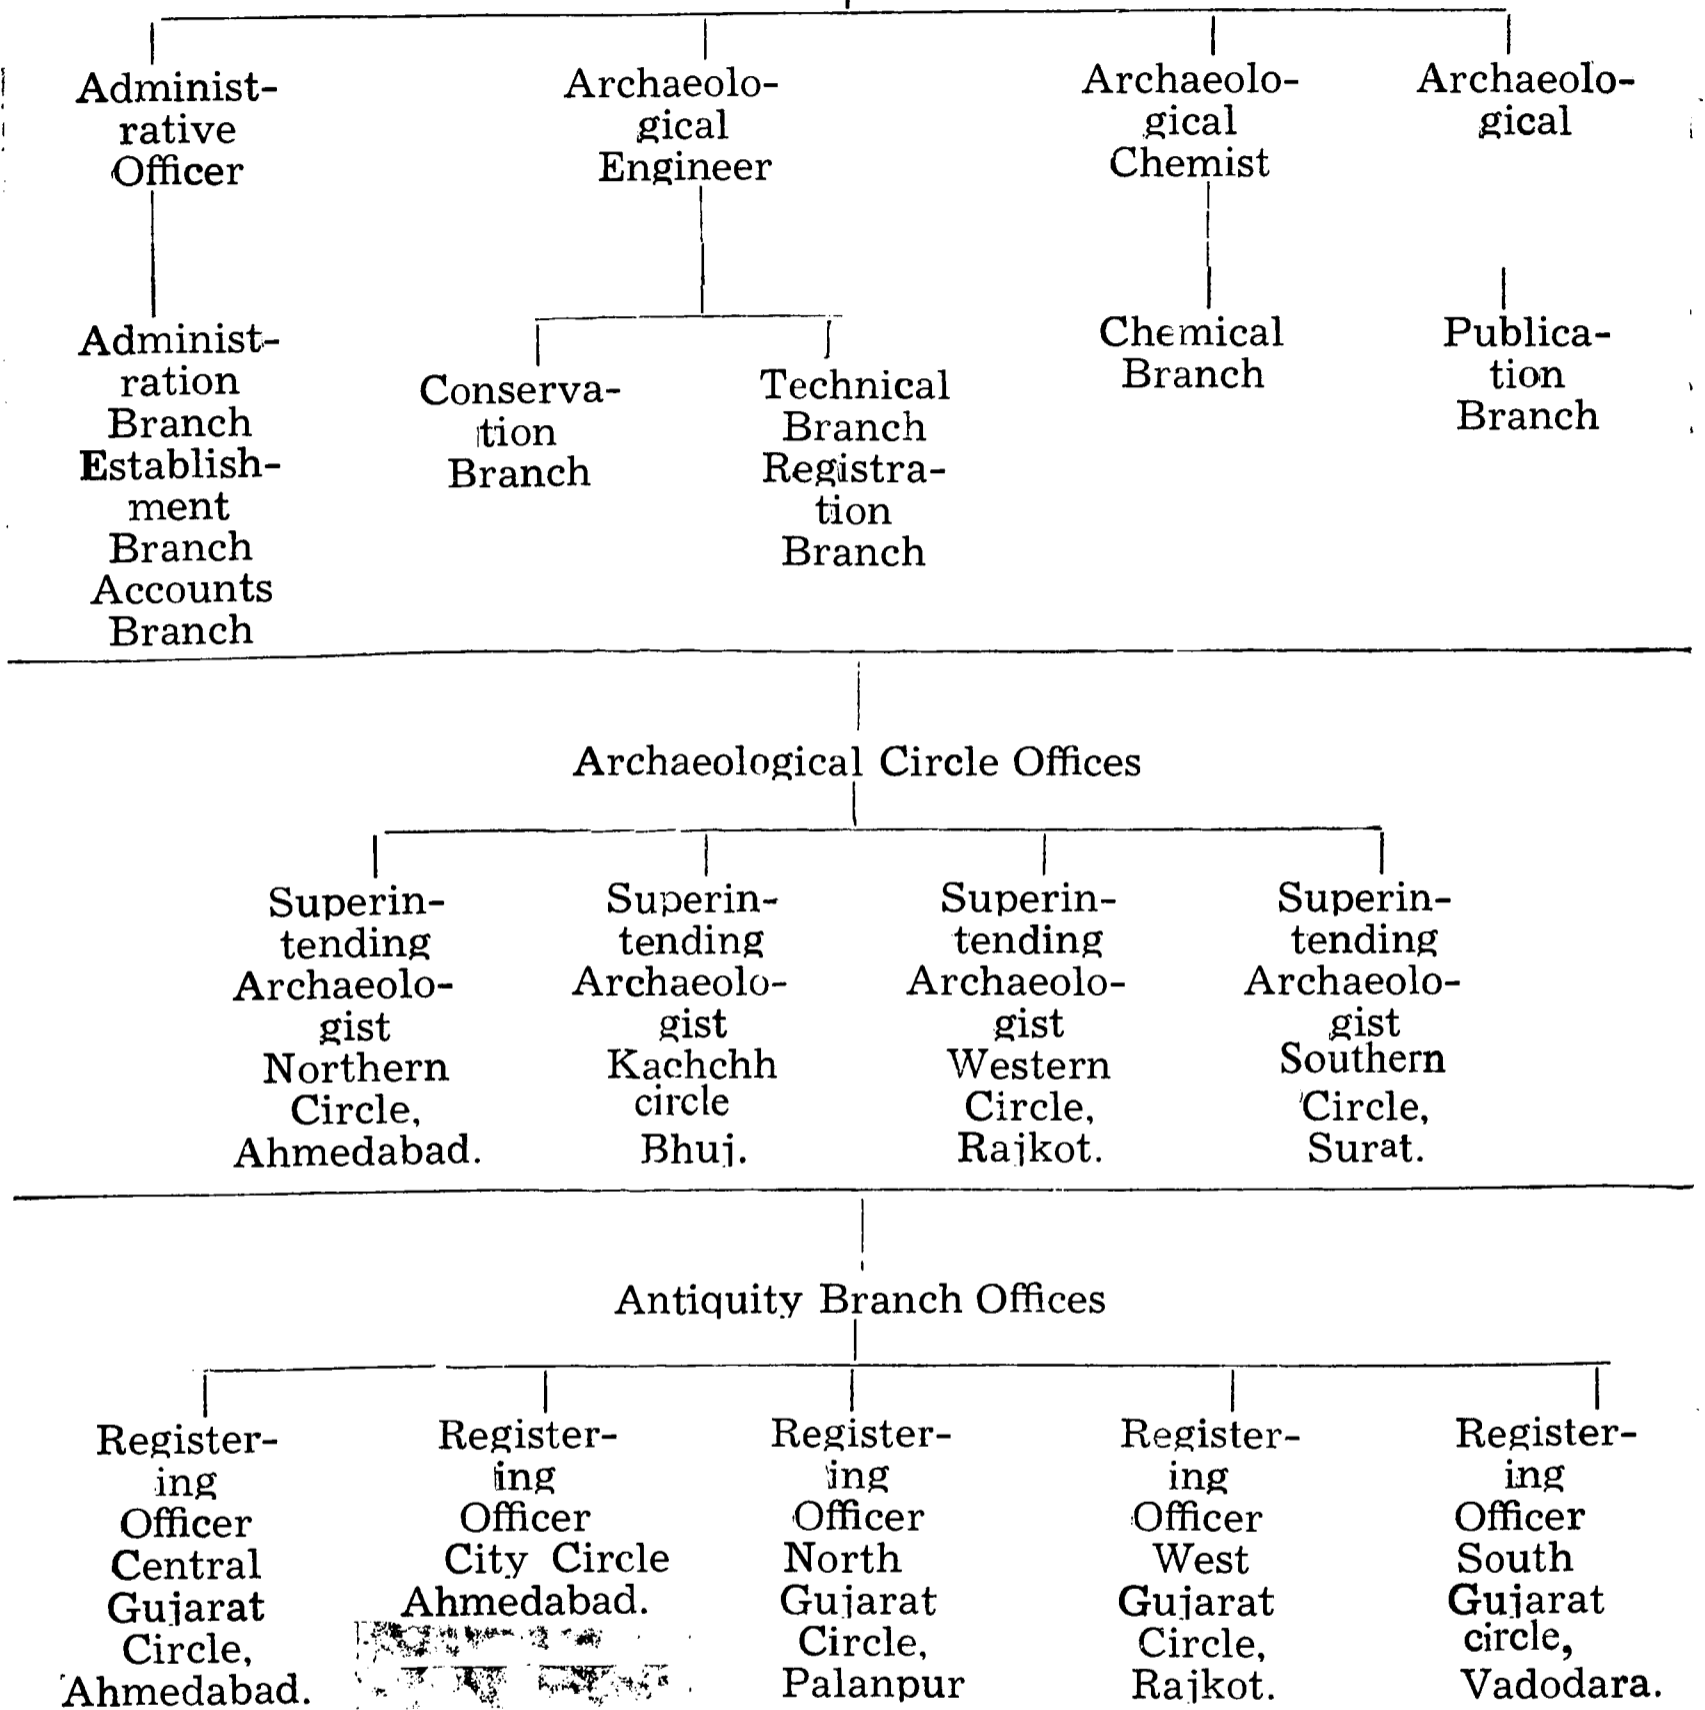 Administ-
rative
Officer
Archaeolo-
gical
Engineer
Archaeolo-
gical
Chemist
Archaeolo-
gical
Administ-
ration
Branch
Establish-
ment
Branch
Accounts
Branch
Conserva-
tion
Branch
Technical
Branch
Registra-
tion
Branch
Chemical
Branch
Publica-
tion
Branch
Archaeological Circle Offices
Superin-
tending
Archaeolo-
gist
Northern
Circle,
Ahmedabad.
Superin-
tending
Archaeolo-
gist
Kachchh
circle
Bhuj.
Superin-
tending
Archaeolo-
gist
Western
Circle,
Rajkot.
Superin-
tending
Archaeolo-
gist
Southern
Circle,
Surat.
Antiquity Branch Offices
Register-
ing
Officer
Central
Gujarat
Circle,
Ahmedabad.
Register-
ing
Officer
City Circle
Ahmedabad.
Register-
ing
Officer
North
Gujarat
Circle,
Palanpur
Register-
ing
Officer
West
Gujarat
Circle,
Rajkot.
Register-
ing
Officer
South
Gujarat
circle,
Vadodara.